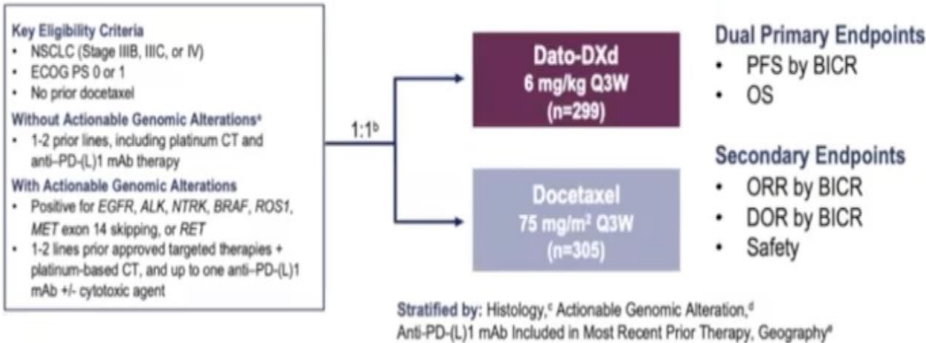 Key Eligibility Criteria
• NSCLC (Stage IIIB, IIIC, or IV)
• ECOG PS 0 or 1
• No prior docetaxel
Without Actionable Genomic Alterationsᵃ
• 1-2 prior lines, including platinum CT and
anti–PD-(L)1 mAb therapy
With Actionable Genomic Alterations
• Positive for EGFR, ALK, NTRK, BRAF, ROS1,
MET exon 14 skipping, or RET
• 1-2 lines prior approved targeted therapies +
platinum-based CT, and up to one anti–PD-(L)1
mAb +/- cytotoxic agent
1:1ᵇ
Dato-DXd
6 mg/kg Q3W
(n=299)
Docetaxel
75 mg/m² Q3W
(n=305)
Dual Primary Endpoints
• PFS by BICR
• OS
Secondary Endpoints
• ORR by BICR
• DOR by BICR
• Safety
Stratified by: Histology,ᶜ Actionable Genomic Alteration,ᵈ
Anti-PD-(L)1 mAb Included in Most Recent Prior Therapy, Geographyᵉ